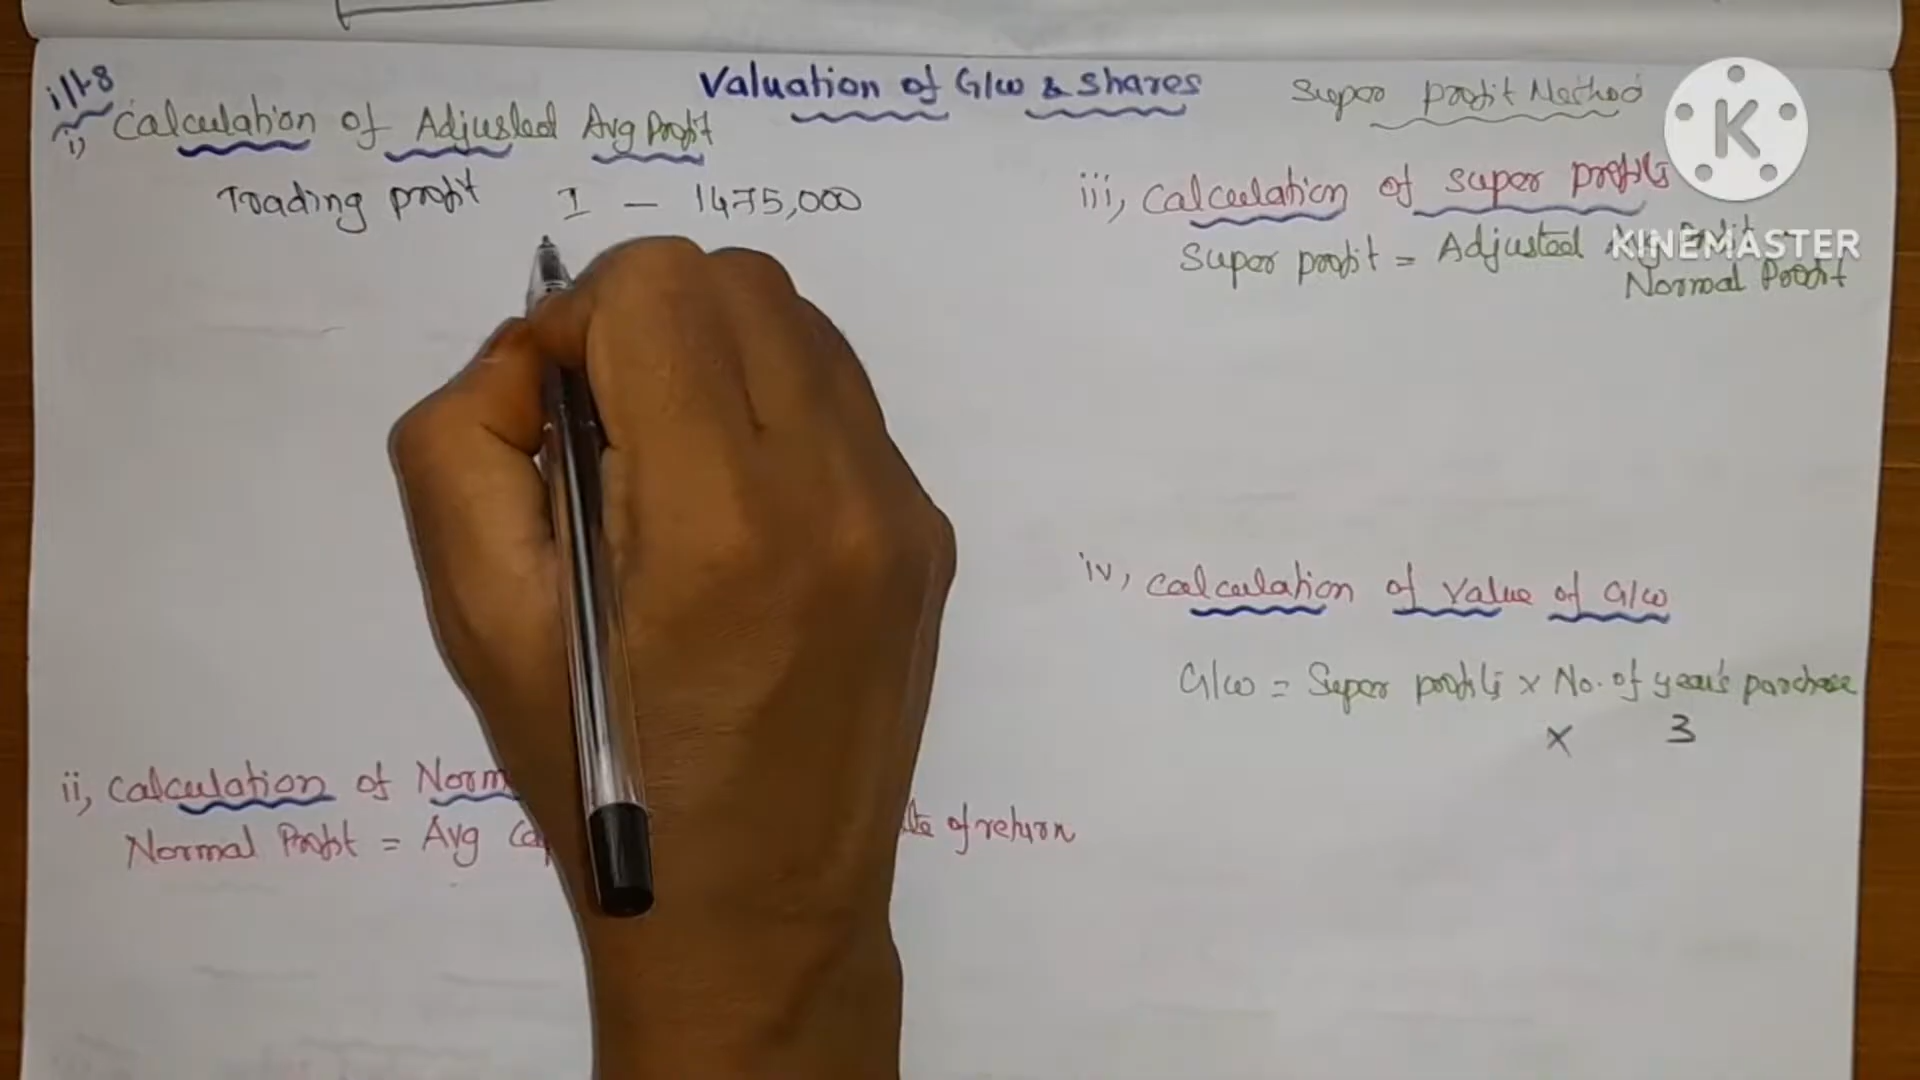 Valuation of G/w & Shares
Super Profit Method
ill-8
i) Calculation of Adjusted Avg Profit
Trading profit I - 1475,000
ii, Calculation of
Normal Profit = Avg
of return
iii, Calculation of Super profits
Super profit = Adjusted
Normal Profit
iv, Calculation of Value of G/w
G/w = Super profits x No. of year's purchase
x 3
K
KINEMASTER